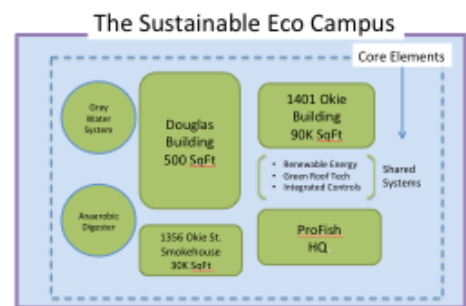 The Sustainable Eco Campus
Core Elements
Gray
Water
System
Douglas
Building
500 SqFt
1401 Okie
Building
90K SqFt
• Renewable Energy
• Green Roof Tech
• Integrated Controls
Shared
Systems
Anaerobic
Digester
1356 Okie St.
Smokehouse
30K SqFt
ProFish
HQ